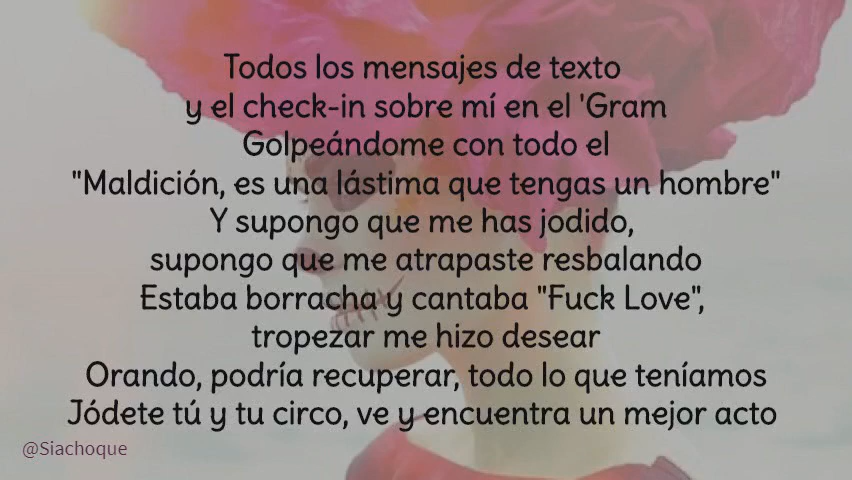 Todos los mensajes de texto
y el check-in sobre mí en el 'Gram
Golpeándome con todo el
"Maldición, es una lástima que tengas un hombre"
Y supongo que me has jodido,
supongo que me atrapaste resbalando
Estaba borracha y cantaba "Fuck Love",
tropezar me hizo desear
Orando, podría recuperar, todo lo que teníamos
Jódete tú y tu circo, ve y encuentra un mejor acto
@Siachoque